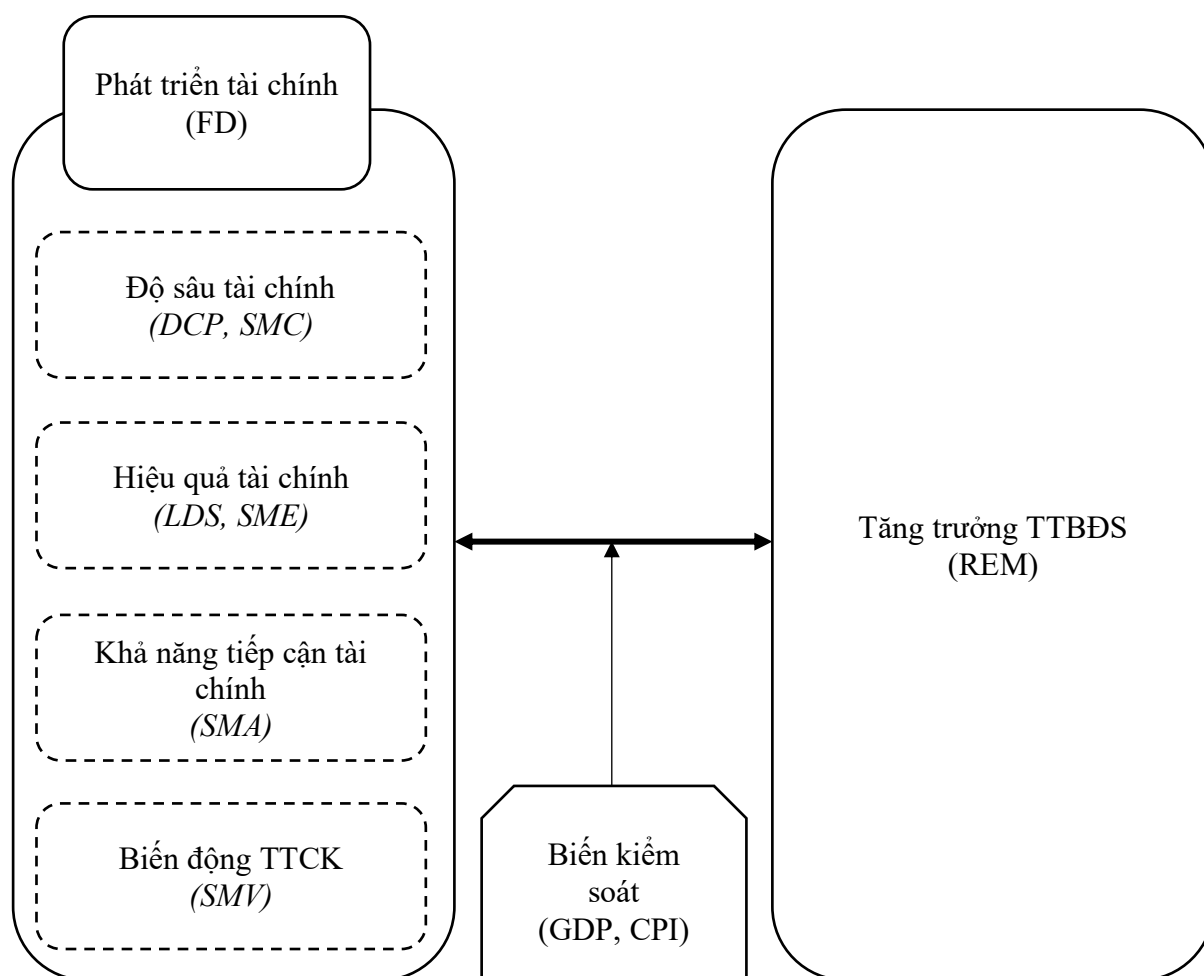 Phát triển tài chính
(FD)
Độ sâu tài chính
(DCP, SMC)
Hiệu quả tài chính
(LDS, SME)
Khả năng tiếp cận tài
chính
(SMA)
Biến động TTCK
(SMV)
Biến kiểm
soát
(GDP, CPI)
Tăng trưởng TTBĐS
(REM)